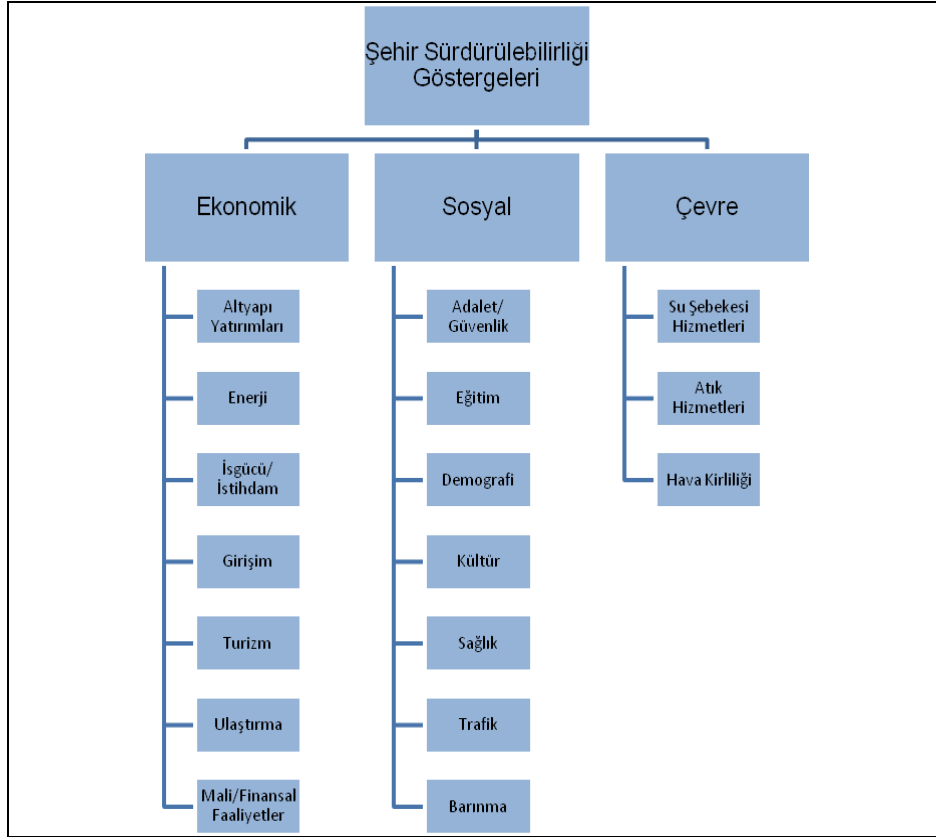 Şehir Sürdürülebilirliği
Göstergeleri
Ekonomik
Altyapı
Yatırımları
Enerji
İsgücü/
İstihdam
Girişim
Turizm
Ulaştırma
Mali/Finansal
Faaliyetler
Sosyal
Adalet/
Güvenlik
Eğitim
Demografi
Kültür
Sağlık
Trafik
Barınma
Çevre
Su Şebekesi
Hizmetleri
Atık
Hizmetleri
Hava Kirliliği